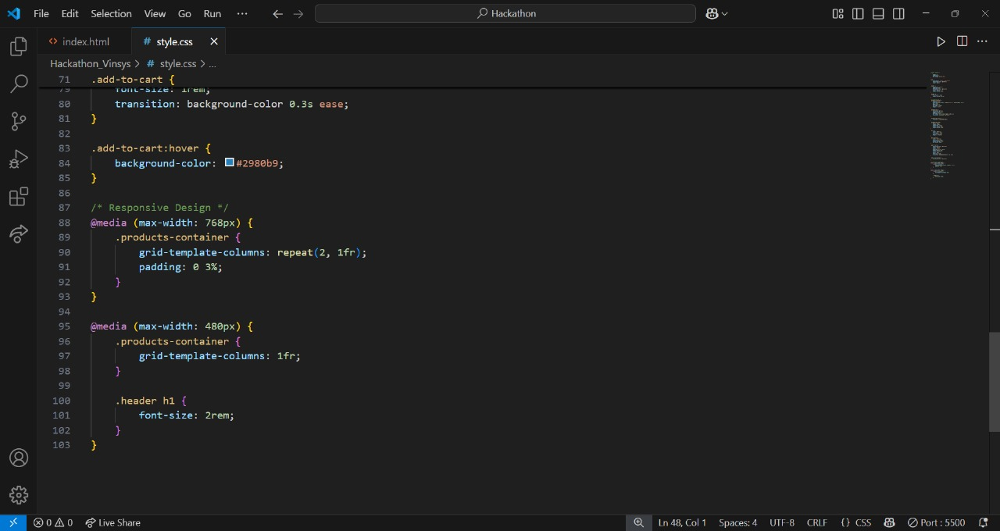 File Edit Selection View Go Run ··· Hackathon
index.html # style.css
Hackathon_Vinsys > # style.css > ...
71 .add-to-cart {
79 font-size: 1rem;
80 transition: background-color 0.3s ease;
81 }
82
83 .add-to-cart:hover {
84 background-color: #2980b9;
85 }
86
87 /* Responsive Design */
88 @media (max-width: 768px) {
89 .products-container {
90 grid-template-columns: repeat(2, 1fr);
91 padding: 0 3%;
92 }
93 }
94
95 @media (max-width: 480px) {
96 .products-container {
97 grid-template-columns: 1fr;
98 }
99
100 .header h1 {
101 font-size: 2rem;
102 }
103 }
0 0 Live Share Ln 48, Col 1 Spaces: 4 UTF-8 CRLF {} CSS Port : 5500